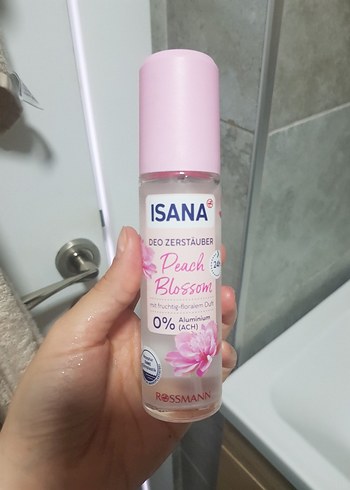 ISANA
DEO ZERSTÄUBER
Peach
Blossom
24h
mit fruchtig-floralem Duft
0% Aluminium
(ACH)
ROSSMANN